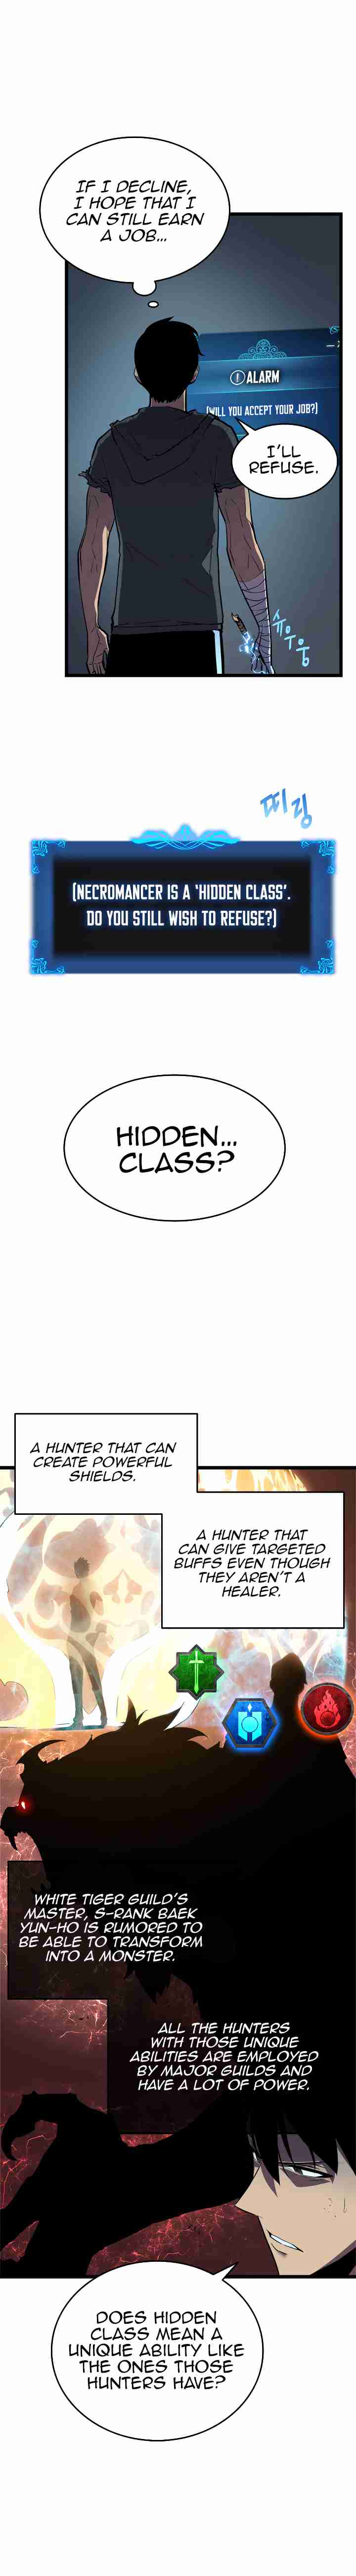 IF I DECLINE,
I HOPE THAT I
CAN STILL EARN
A JOB...
! ALARM
[WILL YOU ACCEPT YOUR JOB?]
I'LL
REFUSE.
슈우웅
띠링
[NECROMANCER IS A 'HIDDEN CLASS'.
DO YOU STILL WISH TO REFUSE?]
HIDDEN...
CLASS?
A HUNTER THAT CAN
CREATE POWERFUL
SHIELDS.
A HUNTER THAT
CAN GIVE TARGETED
BUFFS EVEN THOUGH
THEY AREN'T A
HEALER.
WHITE TIGER GUILD'S
MASTER, S-RANK BAEK
YUN-HO IS RUMORED TO
BE ABLE TO TRANSFORM
INTO A MONSTER.
ALL THE HUNTERS
WITH THOSE UNIQUE
ABILITIES ARE EMPLOYED
BY MAJOR GUILDS AND
HAVE A LOT OF POWER.
DOES HIDDEN
CLASS MEAN A
UNIQUE ABILITY LIKE
THE ONES THOSE
HUNTERS HAVE?